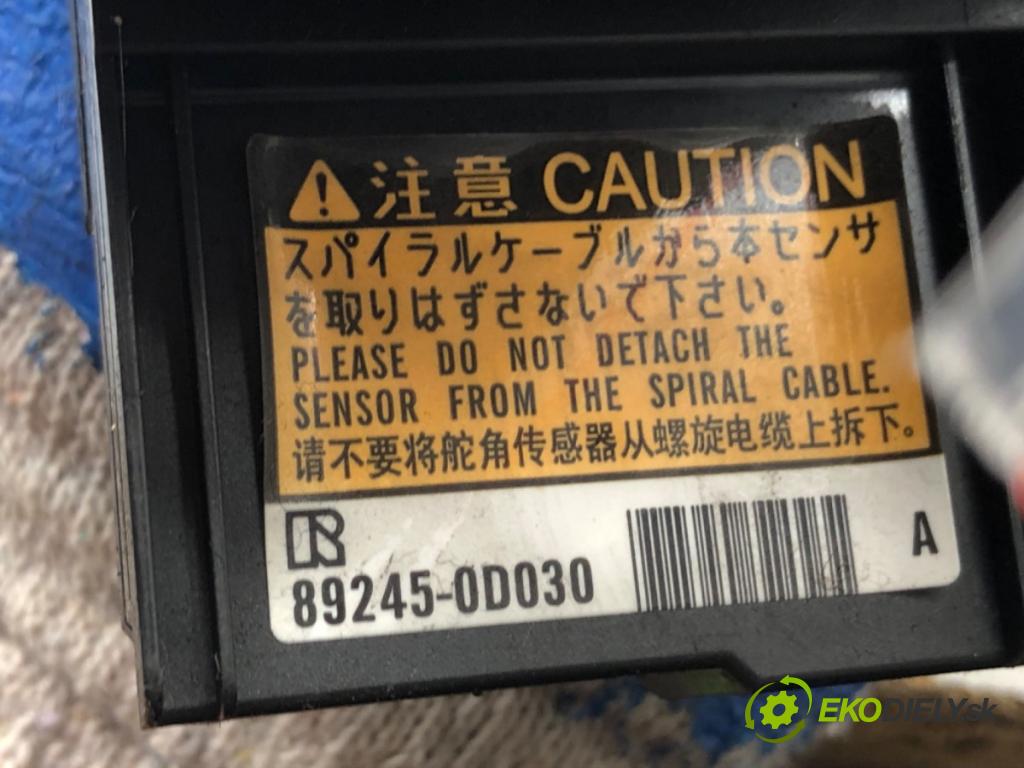 注意 CAUTION
スパイラルケーブルから本センサ
を取りはずさないで下さい。
PLEASE DO NOT DETACH THE
SENSOR FROM THE SPIRAL CABLE.
请不要将舵角传感器从螺旋电缆上拆下。
R
89245-0D030
A
EKODIELY.sk